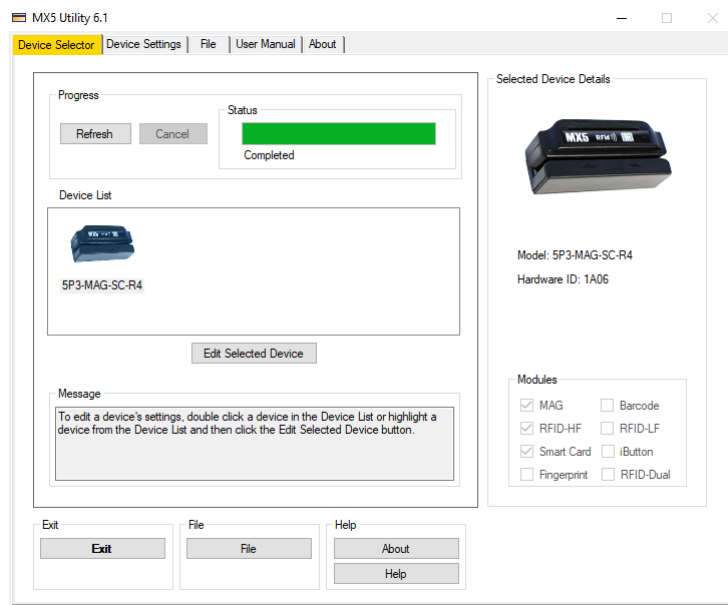 MX5 Utility 6.1
Device Selector
Device Settings
File
User Manual
About
Progress
Refresh
Cancel
Status
Completed
Device List
MX5
5P3-MAG-SC-R4
Edit Selected Device
Message
To edit a device's settings, double click a device in the Device List or highlight a
device from the Device List and then click the Edit Selected Device button.
Selected Device Details
MX5 RFID
Model: 5P3-MAG-SC-R4
Hardware ID: 1A06
Modules
MAG
Barcode
RFID-HF
RFID-LF
Smart Card
iButton
Fingerprint
RFID-Dual
Exit
Exit
File
File
Help
About
Help